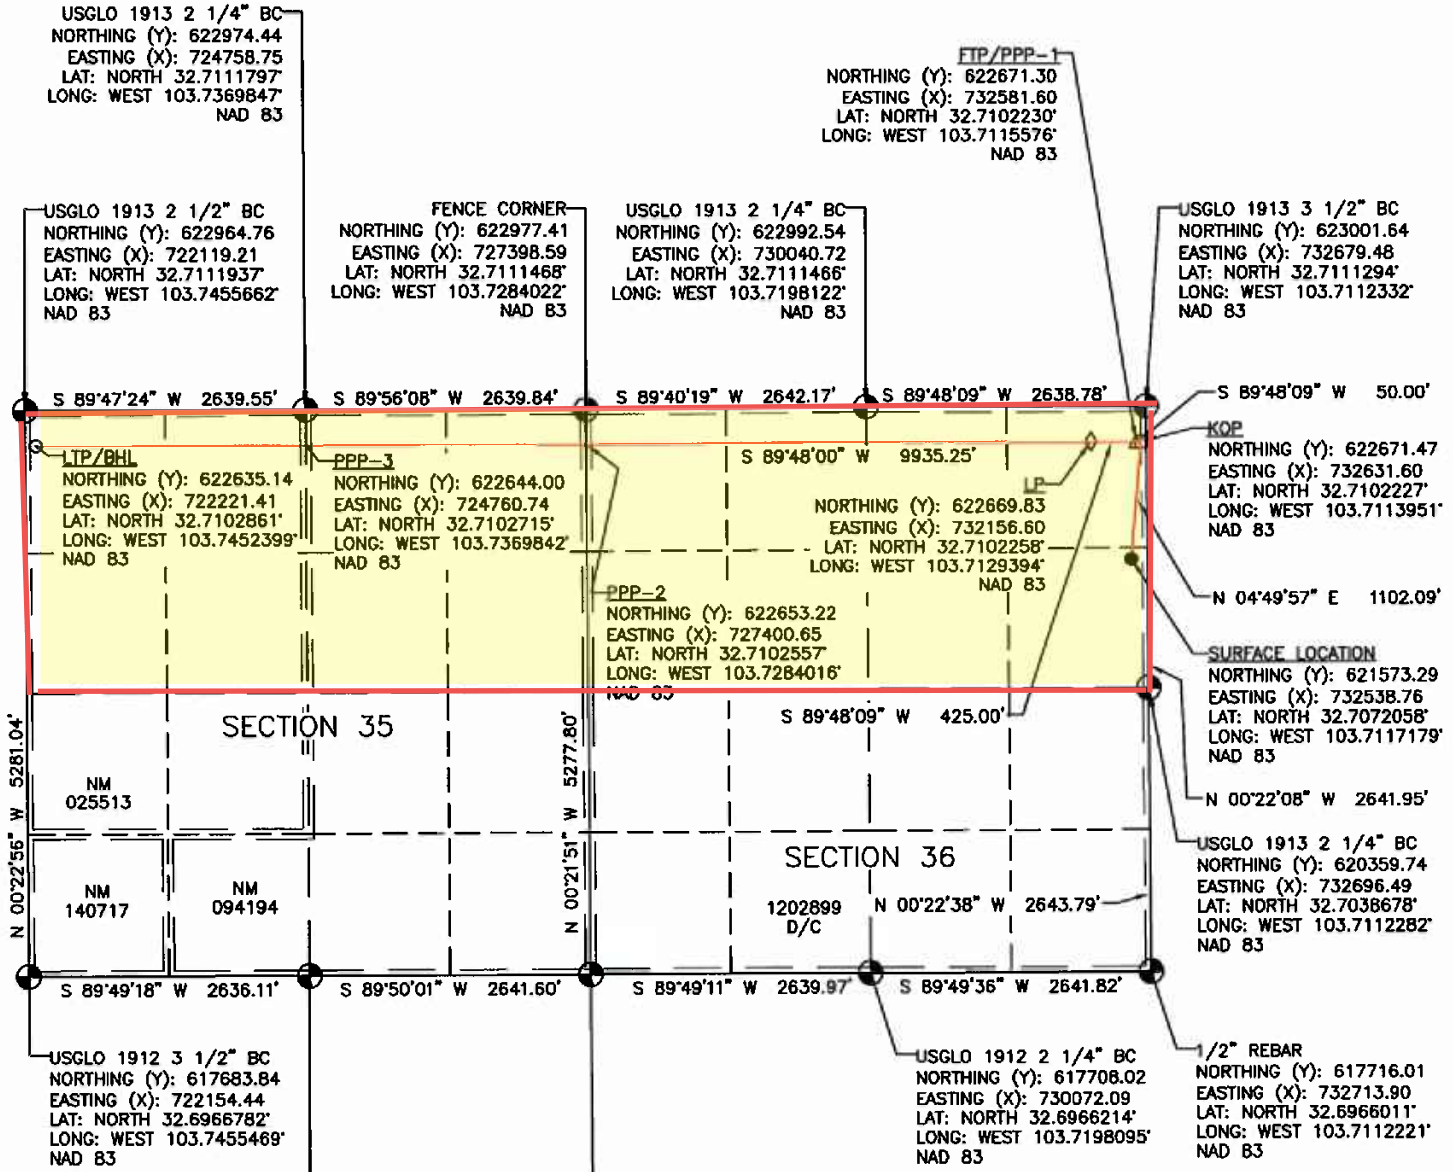 USGLO 1913 2 1/4" BC
NORTHING (Y): 622974.44
EASTING (X): 724758.75
LAT: NORTH 32.7111797°
LONG: WEST 103.7369847°
NAD 83
FTP/PPP-1
NORTHING (Y): 622671.30
EASTING (X): 732581.60
LAT: NORTH 32.7102230°
LONG: WEST 103.7115576°
NAD 83
USGLO 1913 2 1/2" BC
NORTHING (Y): 622964.76
EASTING (X): 722119.21
LAT: NORTH 32.7111937°
LONG: WEST 103.7455662°
NAD 83
FENCE CORNER
NORTHING (Y): 622977.41
EASTING (X): 727398.59
LAT: NORTH 32.7111468°
LONG: WEST 103.7284022°
NAD 83
USGLO 1913 2 1/4" BC
NORTHING (Y): 622992.54
EASTING (X): 730040.72
LAT: NORTH 32.7111466°
LONG: WEST 103.7198122°
NAD 83
USGLO 1913 3 1/2" BC
NORTHING (Y): 623001.64
EASTING (X): 732679.48
LAT: NORTH 32.7111294°
LONG: WEST 103.7112332°
NAD 83
S 89°47'24" W 2639.55'
S 89°56'08" W 2639.84'
S 89°40'19" W 2642.17'
S 89°48'09" W 2638.78'
S 89°48'09" W 50.00'
KOP
NORTHING (Y): 622671.47
EASTING (X): 732631.60
LAT: NORTH 32.7102227°
LONG: WEST 103.7113951°
NAD 83
S 89°48'00" W 9935.25'
LTP/BHL
NORTHING (Y): 622635.14
EASTING (X): 722221.41
LAT: NORTH 32.7102861°
LONG: WEST 103.7452399°
NAD 83
PPP-3
NORTHING (Y): 622644.00
EASTING (X): 724760.74
LAT: NORTH 32.7102715°
LONG: WEST 103.7369842°
NAD 83
LP
NORTHING (Y): 622669.83
EASTING (X): 732156.60
LAT: NORTH 32.7102258°
LONG: WEST 103.7129394°
NAD 83
PPP-2
NORTHING (Y): 622653.22
EASTING (X): 727400.65
LAT: NORTH 32.7102557°
LONG: WEST 103.7284016°
NAD 83
N 04°49'57" E 1102.09'
SURFACE LOCATION
NORTHING (Y): 621573.29
EASTING (X): 732538.76
LAT: NORTH 32.7072058°
LONG: WEST 103.7117179°
NAD 83
S 89°48'09" W 425.00'
SECTION 35
N 00°22'56" W 5281.04'
N 00°21'51" W 5277.80'
NM
025513
NM
140717
NM
094194
N 00°22'08" W 2641.95'
USGLO 1913 2 1/4" BC
NORTHING (Y): 620359.74
EASTING (X): 732696.49
LAT: NORTH 32.7038678°
LONG: WEST 103.7112282°
NAD 83
SECTION 36
1202899
D/C
N 00°22'38" W 2643.79'
S 89°49'18" W 2636.11'
S 89°50'01" W 2641.60'
S 89°49'11" W 2639.97'
S 89°49'36" W 2641.82'
USGLO 1912 3 1/2" BC
NORTHING (Y): 617683.84
EASTING (X): 722154.44
LAT: NORTH 32.6966782°
LONG: WEST 103.7455469°
NAD 83
USGLO 1912 2 1/4" BC
NORTHING (Y): 617708.02
EASTING (X): 730072.09
LAT: NORTH 32.6966214°
LONG: WEST 103.7198095°
NAD 83
1/2" REBAR
NORTHING (Y): 617716.01
EASTING (X): 732713.90
LAT: NORTH 32.6966011°
LONG: WEST 103.7112221°
NAD 83